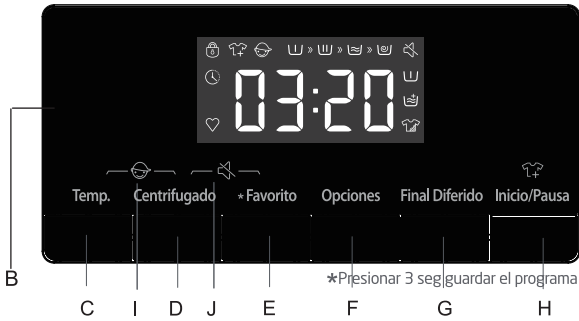 03:20
Temp. Centrifugado *Favorito Opciones Final Diferido Inicio/Pausa
B
*Presionar 3 seg guardar el programa
C I D J E F G H